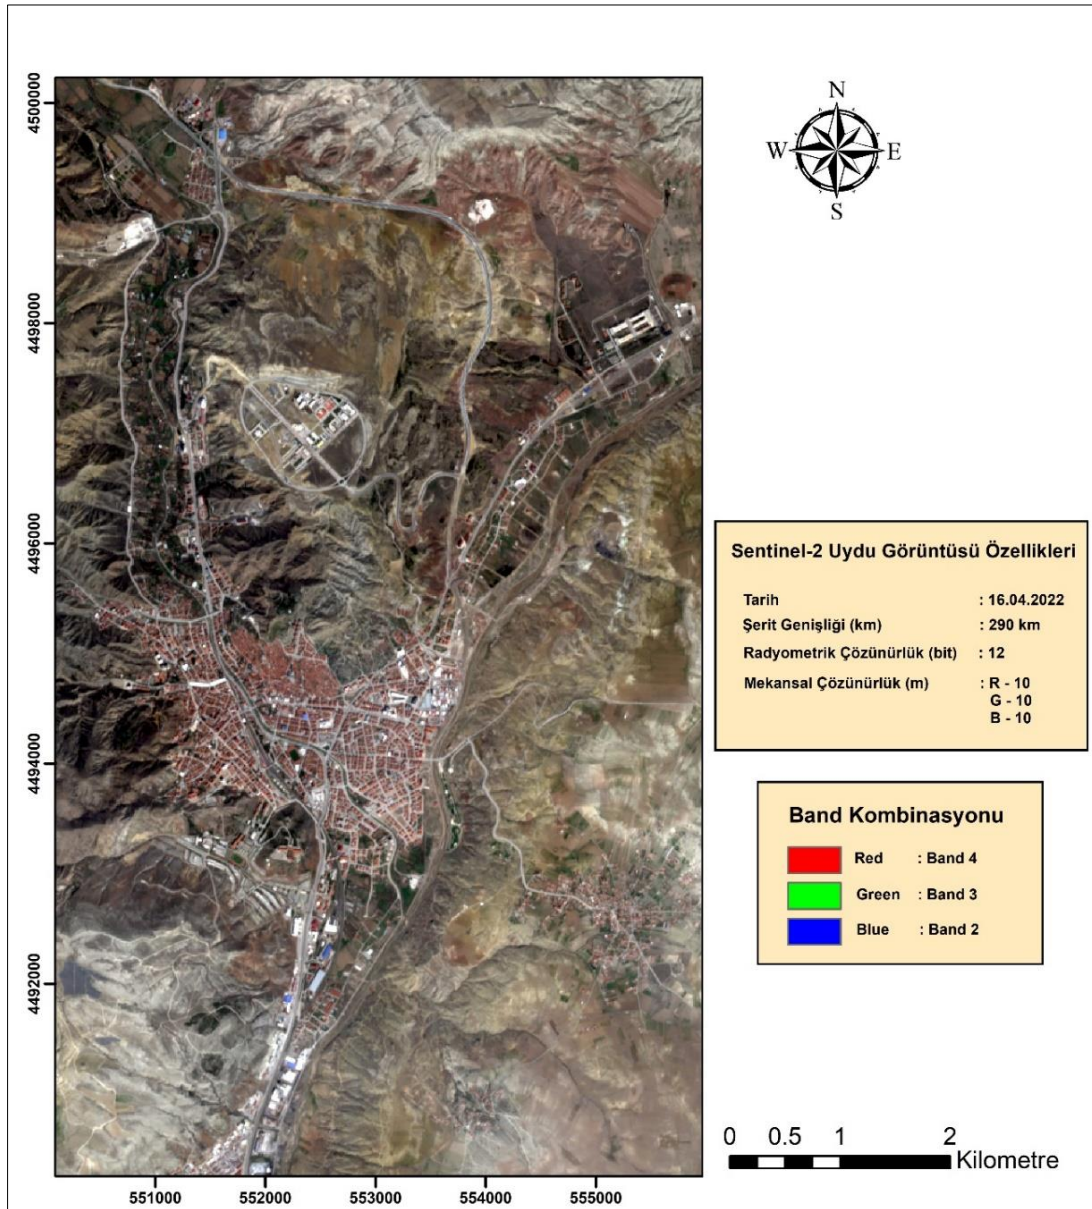 N
W E
S
4500000
4498000
4496000
4494000
4492000
551000 552000 553000 554000 555000
Sentinel-2 Uydu Görüntüsü Özellikleri
Tarih : 16.04.2022
Şerit Genişliği (km) : 290 km
Radyometrik Çözünürlük (bit) : 12
Mekansal Çözünürlük (m) : R - 10
G - 10
B - 10
Band Kombinasyonu
Red : Band 4
Green : Band 3
Blue : Band 2
0 0.5 1 2
Kilometre